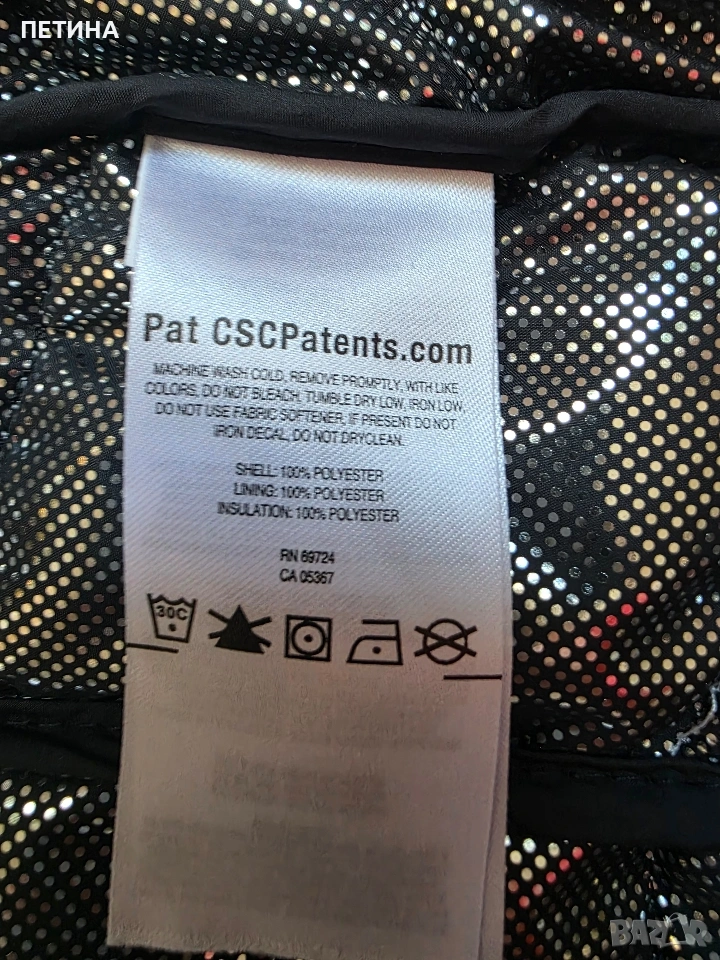 ПЕТИНА
Pat CSCPatents.com
MACHINE WASH COLD, REMOVE PROMPTLY, WITH LIKE
COLORS, DO NOT BLEACH, TUMBLE DRY LOW, IRON LOW,
DO NOT USE FABRIC SOFTENER, IF PRESENT DO NOT
IRON DECAL, DO NOT DRYCLEAN.
SHELL: 100% POLYESTER
LINING: 100% POLYESTER
INSULATION: 100% POLYESTER
RN 69724
CA 05367
30C
BAZAR